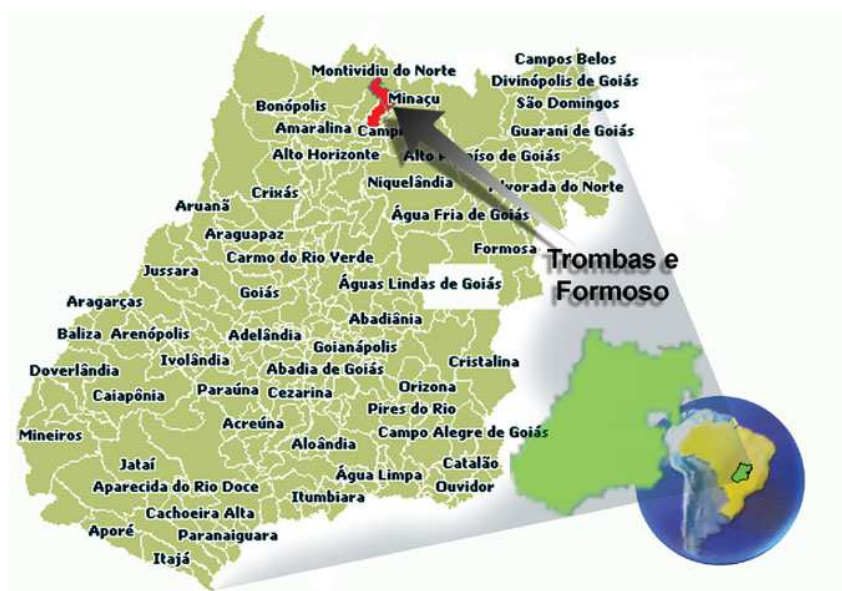 Campos Belos
Montividiu do Norte
Divinópolis de Goiás
Bonópolis
Minaçu
São Domingos
Amaralina
Guarani de Goiás
Alto Horizonte
Niquelândia
Crixás
Aruanã
Água Fria de Goiás
Araguapaz
Formosa
Carmo do Rio Verde
Trombas e
Formoso
Jussara
Goiás
Águas Lindas de Goiás
Aragarças
Abadiânia
Baliza
Arenópolis
Adelândia
Goianápolis
Ivolândia
Cristalina
Doverlândia
Abadia de Goiás
Caiapônia
Paraúna
Cezarina
Orizona
Pires do Rio
Acreúna
Mineiros
Aloândia
Campo Alegre de Goiás
Jataí
Catalão
Água Limpa
Aparecida do Rio Doce
Ouvidor
Itumbiara
Cachoeira Alta
Aporé
Paranaiguara
Itajá